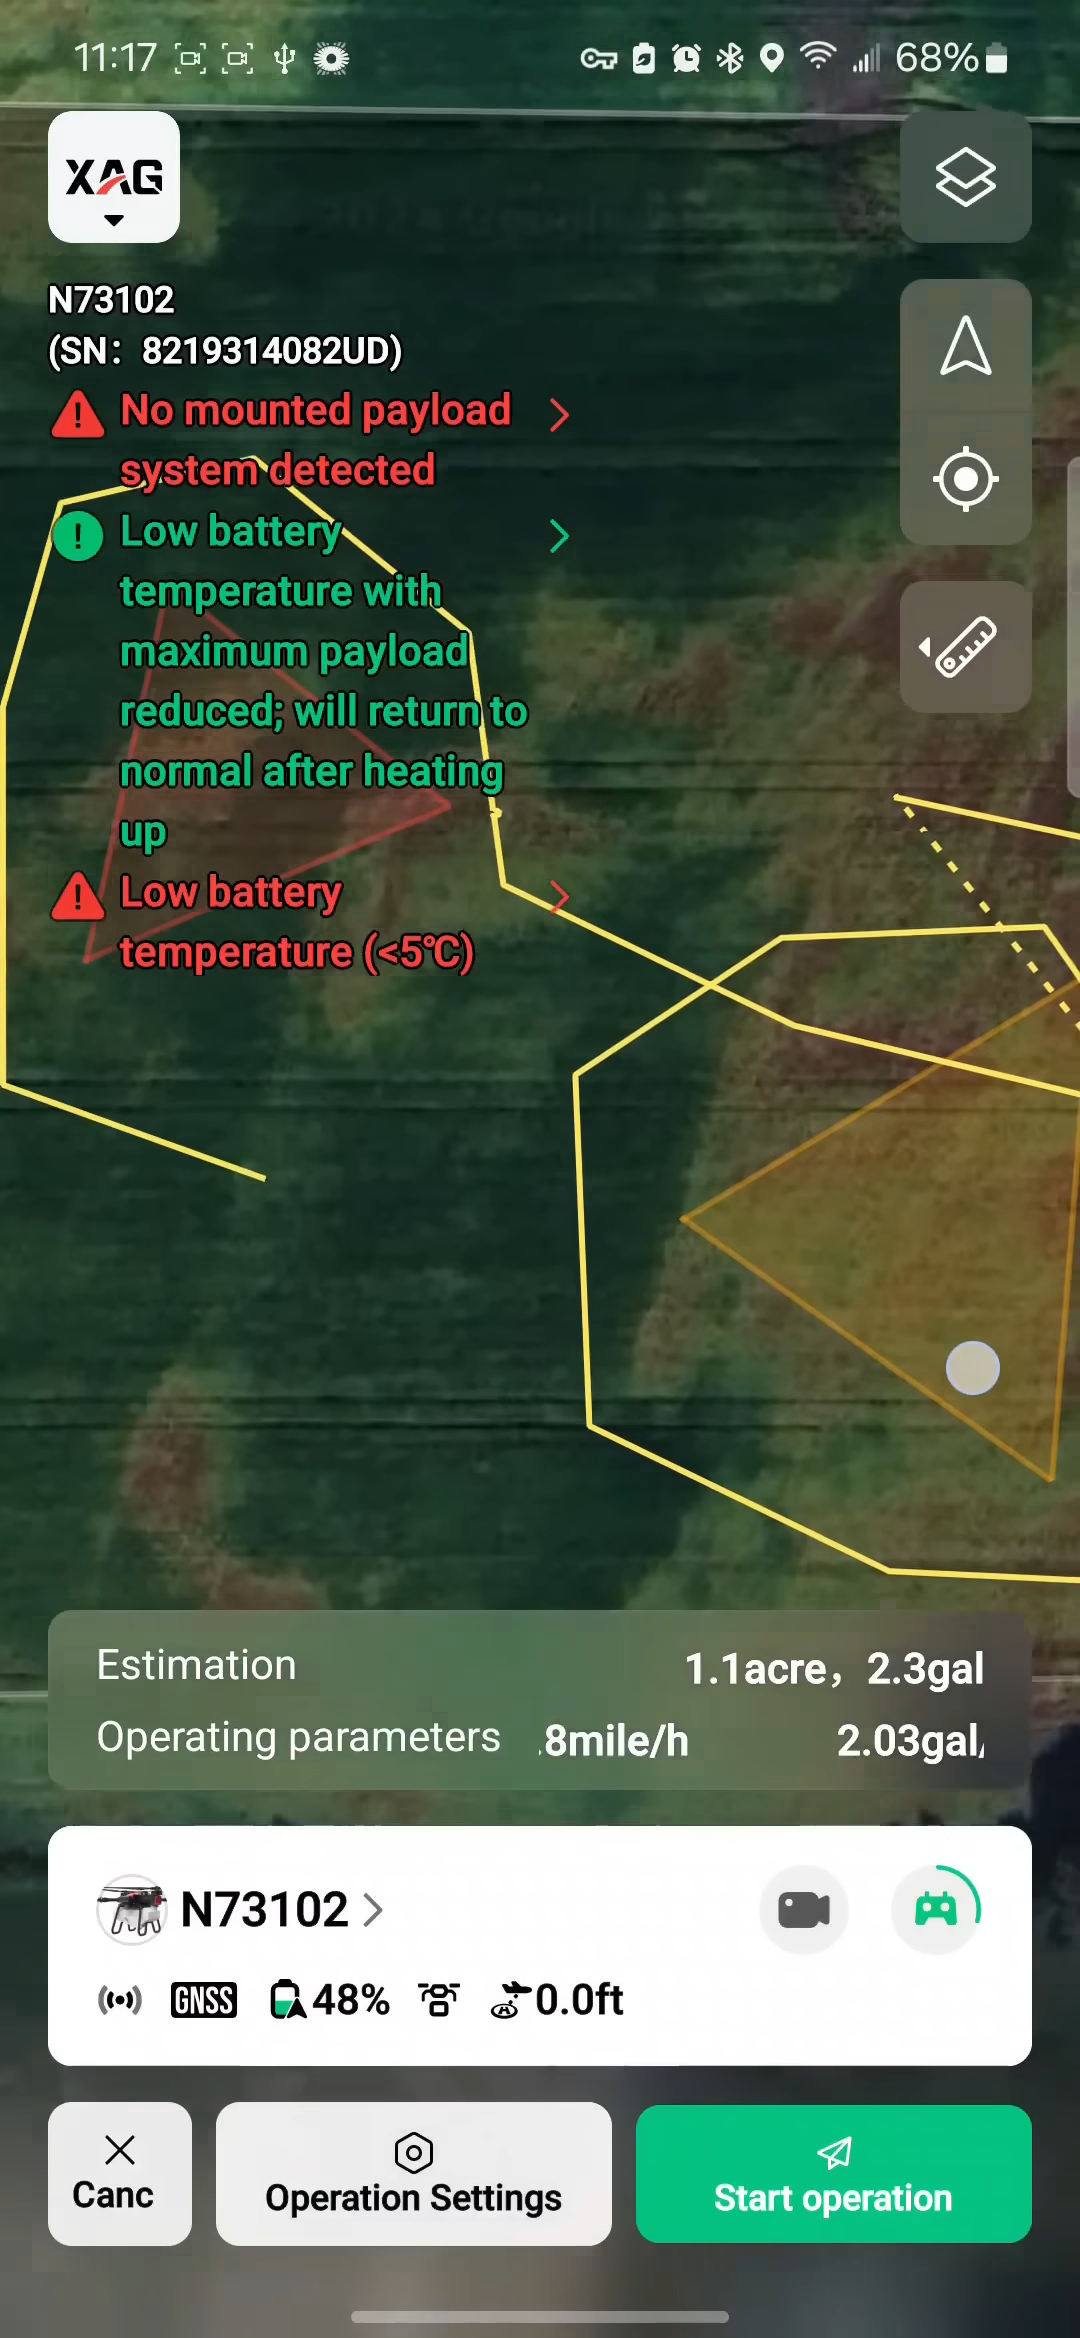 11:17
68%
XAG
N73102
(SN: 8219314082UD)
No mounted payload
system detected
Low battery
temperature with
maximum payload
reduced; will return to
normal after heating
up
Low battery
temperature (<5℃)
Estimation 1.1acre, 2.3gal
Operating parameters .8mile/h 2.03gal/
N73102
GNSS 48% 0.0ft
Canc
Operation Settings
Start operation